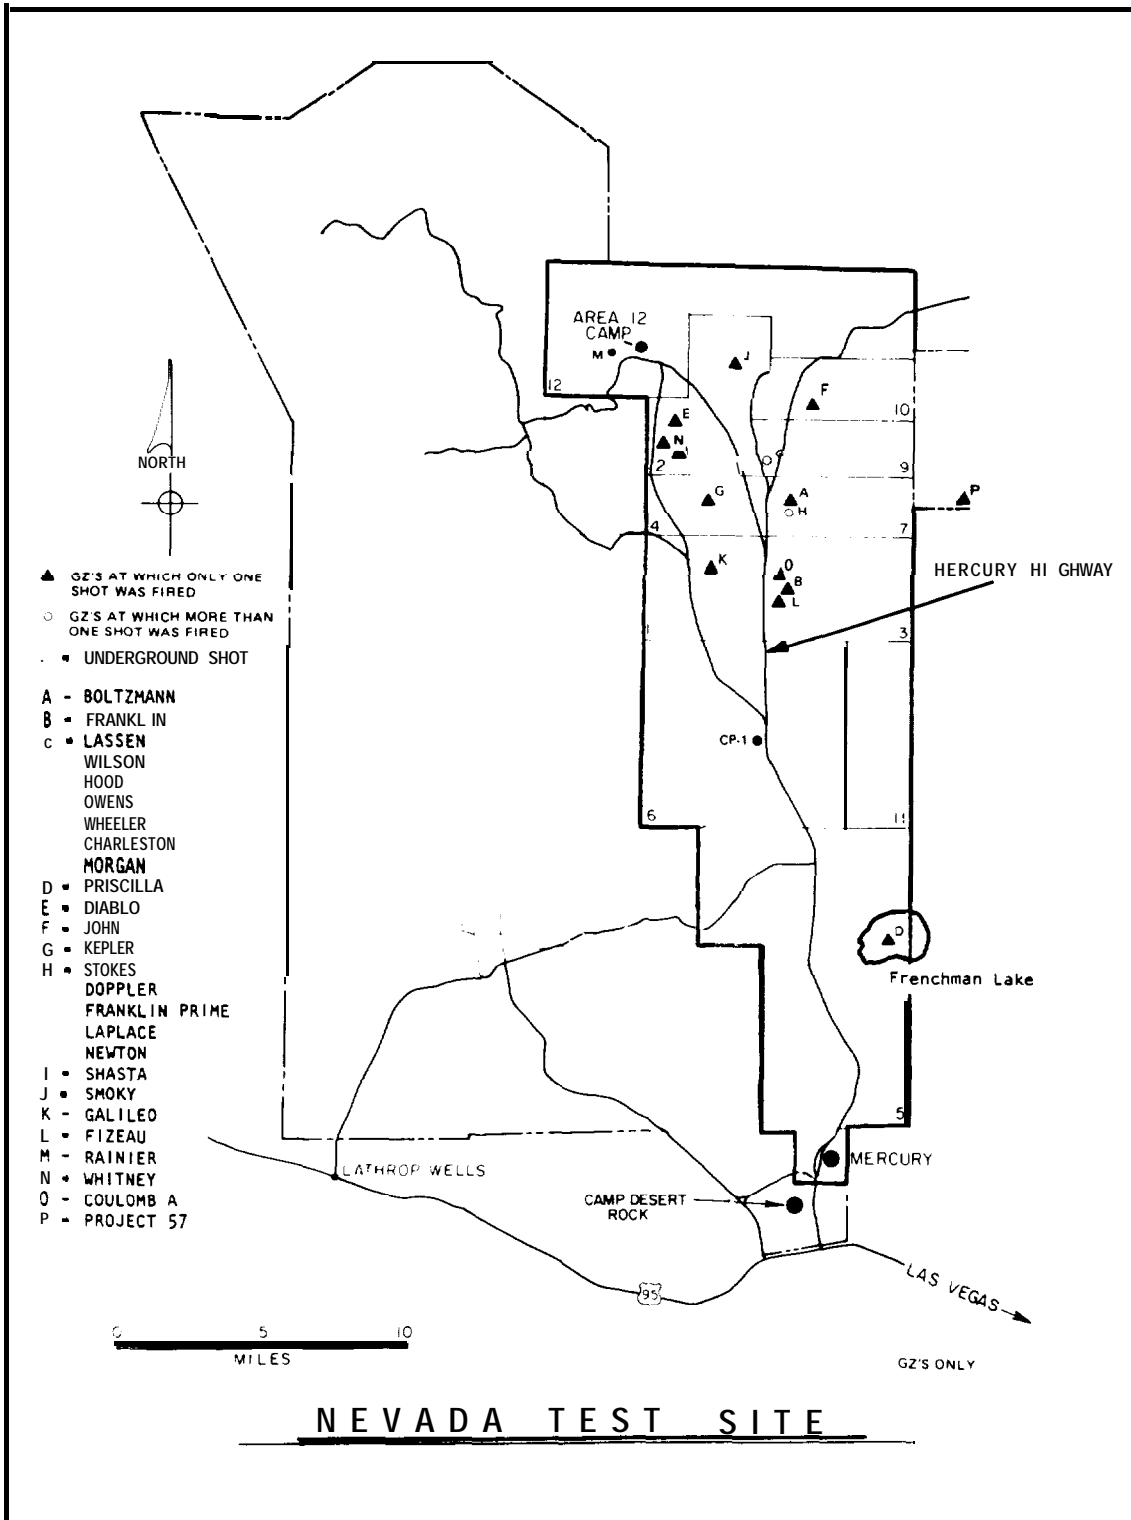 AREA 12
CAMP
M
J
12
F
10
E
N
2
9
NORTH
G
A
H
P
4
7
K
O
B
L
HERCURY HI GHWAY
GZ'S AT WHICH ONLY ONE
SHOT WAS FIRED
GZ'S AT WHICH MORE THAN
ONE SHOT WAS FIRED
UNDERGROUND SHOT
1
3
A - BOLTZMANN
B - FRANKL IN
C - LASSEN
WILSON
HOOD
OWENS
WHEELER
CHARLESTON
MORGAN
D - PRISCILLA
E - DIABLO
F - JOHN
G - KEPLER
H - STOKES
DOPPLER
FRANKLIN PRIME
LAPLACE
NEWTON
I - SHASTA
J - SMOKY
K - GALILEO
L - FIZEAU
M - RAINIER
N - WHITNEY
O - COULOMB A
P - PROJECT 57
CP-1
6
11
D
Frenchman Lake
5
MERCURY
LATHROP WELLS
CAMP DESERT
ROCK
95
LAS VEGAS
0 5 10
MILES
GZ'S ONLY
NEVADA TEST SITE